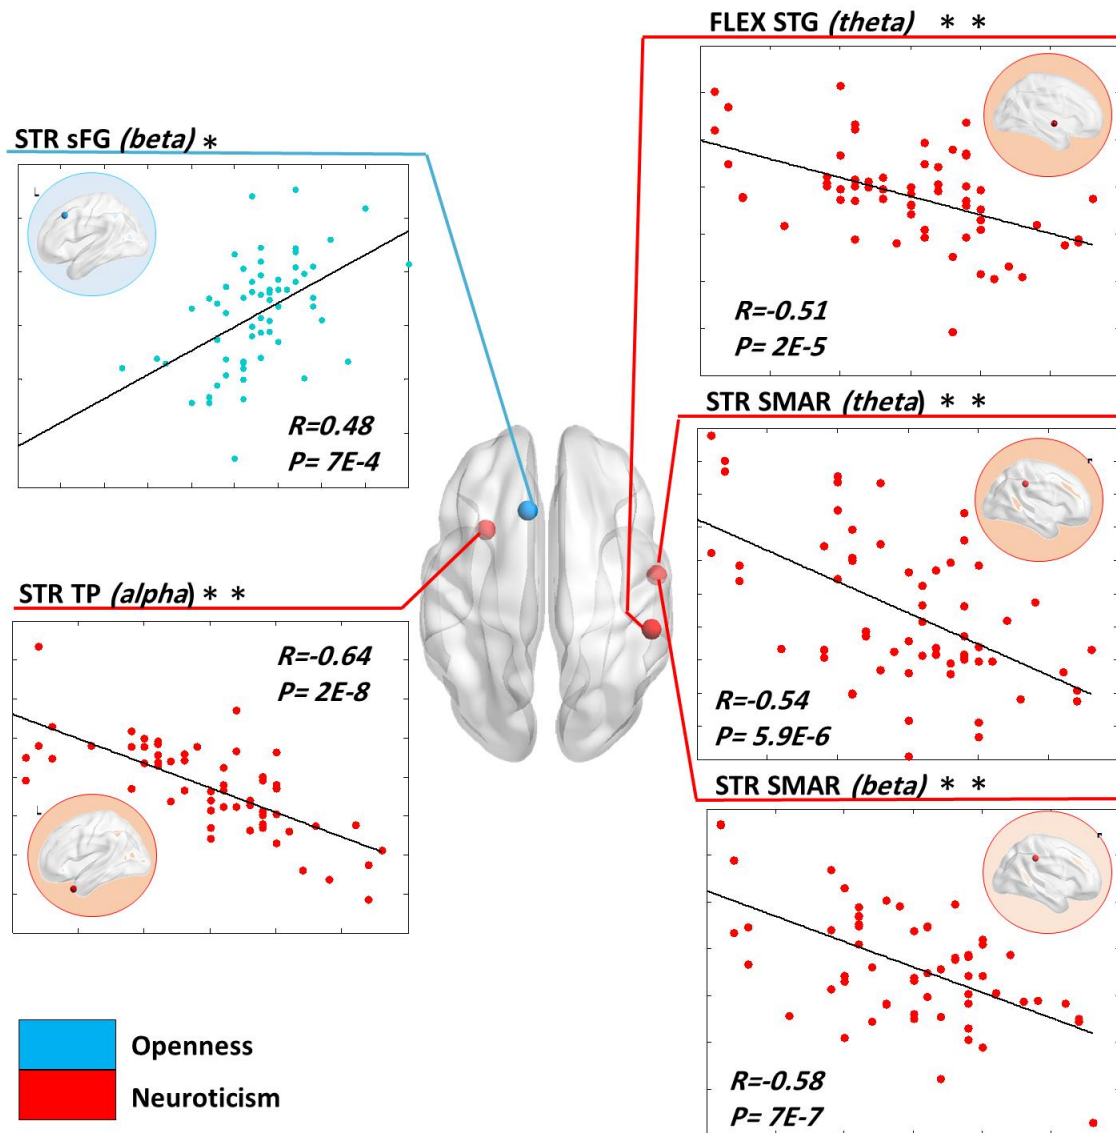 FLEX STG (theta) * *
R=-0.51
P= 2E-5
STR sFG (beta) *
R=0.48
P= 7E-4
STR SMAR (theta) * *
R=-0.54
P= 5.9E-6
STR TP (alpha) * *
R=-0.64
P= 2E-8
STR SMAR (beta) * *
R=-0.58
P= 7E-7
Openness
Neuroticism